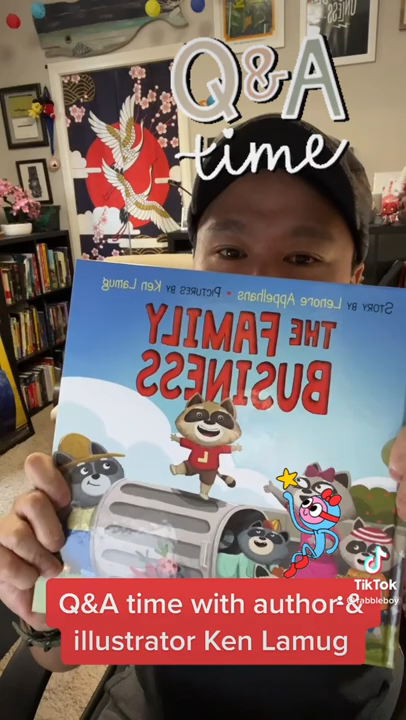 Q&A
time
STORY BY Lenore Appelhans • PICTURES BY Ken Lamug
THE FAMILY
BUSINESS
L
Q&A time with author &
illustrator Ken Lamug
TikTok
@rabbleboy